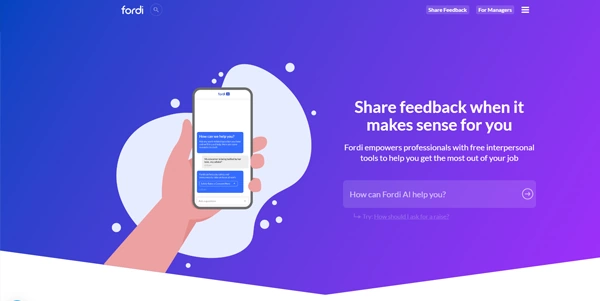 fordi
Share Feedback
For Managers
fordi
How can we help you?
Share feedback when it
makes sense for you
Fordi empowers professionals with free interpersonal
tools to help you get the most out of your job
How can Fordi AI help you?
Try: How should I ask for a raise?